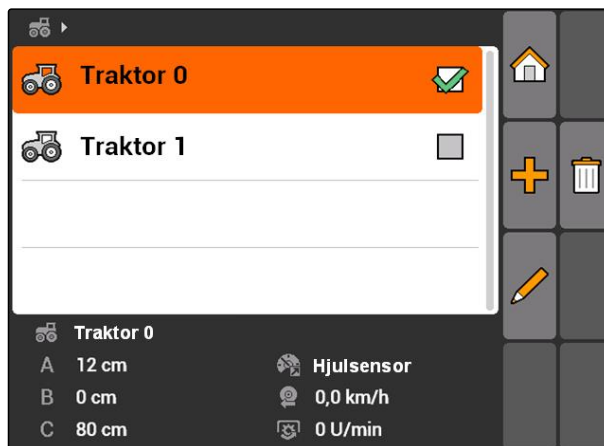 Traktor 0
Traktor 1
Traktor 0
A 12 cm Hjulsensor
B 0 cm 0,0 km/h
C 80 cm 0 U/min